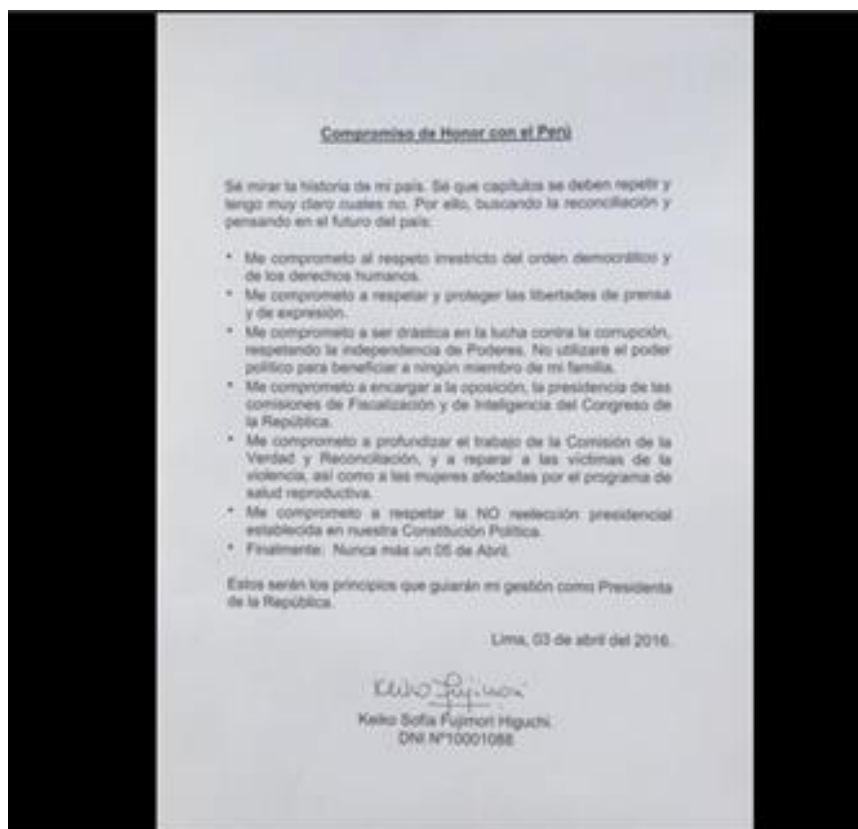 Compromiso de Honor con el Perú
Sé mirar la historia de mi país. Sé que capítulos se deben repetir y
tengo muy claro cuales no. Por ello, buscando la reconciliación y
pensando en el futuro del país:
* Me comprometo al respeto irrestricto del orden democrático y
de los derechos humanos.
* Me comprometo a respetar y proteger las libertades de prensa
y de expresión.
* Me comprometo a ser drástica en la lucha contra la corrupción,
respetando la independencia de Poderes. No utilizaré el poder
político para beneficiar a ningún miembro de mi familia.
* Me comprometo a encargar a la oposición, la presidencia de las
comisiones de Fiscalización y de Inteligencia del Congreso de
la República.
* Me comprometo a profundizar el trabajo de la Comisión de la
Verdad y Reconciliación, y a reparar a las víctimas de la
violencia, así como a las mujeres afectadas por el programa de
salud reproductiva.
* Me comprometo a respetar la NO reelección presidencial
establecida en nuestra Constitución Política.
* Finalmente: Nunca más un 05 de Abril.
Estos serán los principios que guiarán mi gestión como Presidenta
de la República.
Lima, 03 de abril del 2016.
Keiko Fujimori
Keiko Sofía Fujimori Higuchi.
DNI Nº10001088